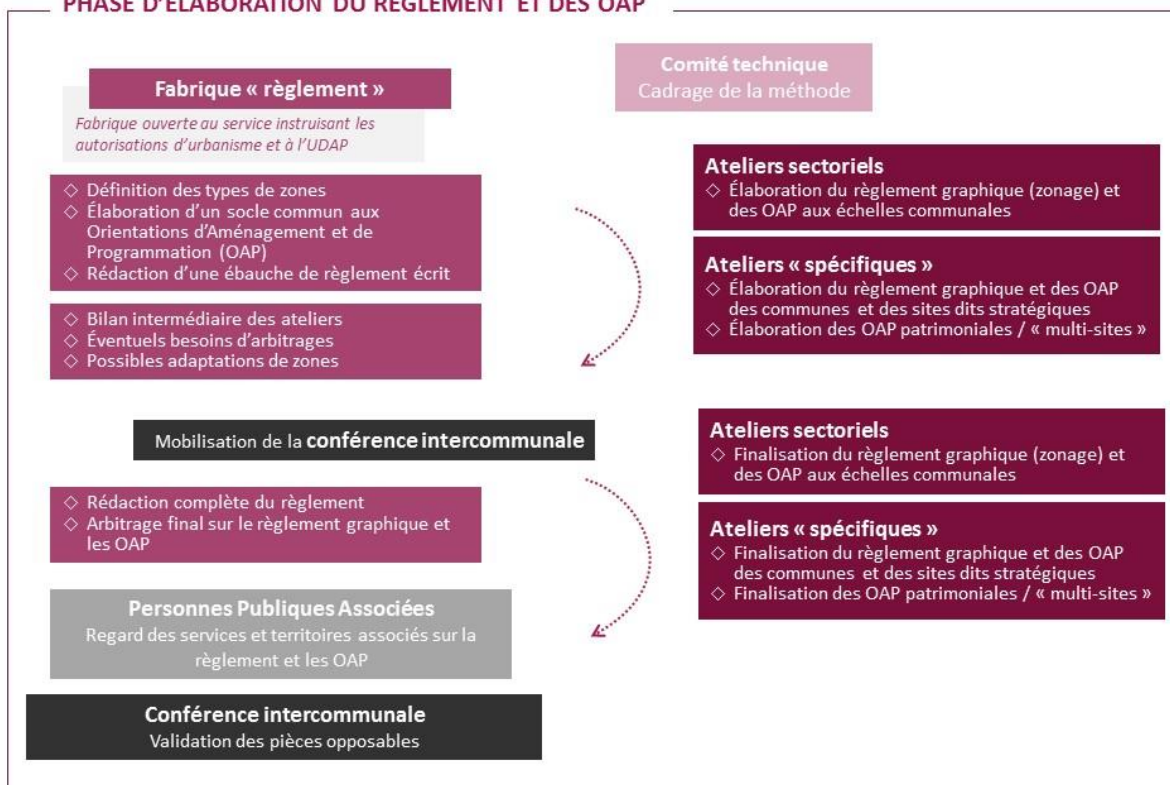 PHASE D'ÉLABORATION DU RÈGLEMENT ET DES OAP
Fabrique « règlement »
Fabrique ouverte au service instruisant les
autorisations d'urbanisme et à l'UDAP
◇ Définition des types de zones
◇ Élaboration d'un socle commun aux
Orientations d'Aménagement et de
Programmation (OAP)
◇ Rédaction d'une ébauche de règlement écrit
◇ Bilan intermédiaire des ateliers
◇ Éventuels besoins d'arbitrages
◇ Possibles adaptations de zones
Mobilisation de la conférence intercommunale
◇ Rédaction complète du règlement
◇ Arbitrage final sur le règlement graphique et
les OAP
Personnes Publiques Associées
Regard des services et territoires associés sur la
règlement et les OAP
Conférence intercommunale
Validation des pièces opposables
Comité technique
Cadrage de la méthode
Ateliers sectoriels
◇ Élaboration du règlement graphique (zonage) et
des OAP aux échelles communales
Ateliers « spécifiques »
◇ Élaboration du règlement graphique et des OAP
des communes et des sites dits stratégiques
◇ Élaboration des OAP patrimoniales / « multi-sites »
Ateliers sectoriels
◇ Finalisation du règlement graphique (zonage) et
des OAP aux échelles communales
Ateliers « spécifiques »
◇ Finalisation du règlement graphique et des OAP
des communes et des sites dits stratégiques
◇ Finalisation des OAP patrimoniales / « multi-sites »